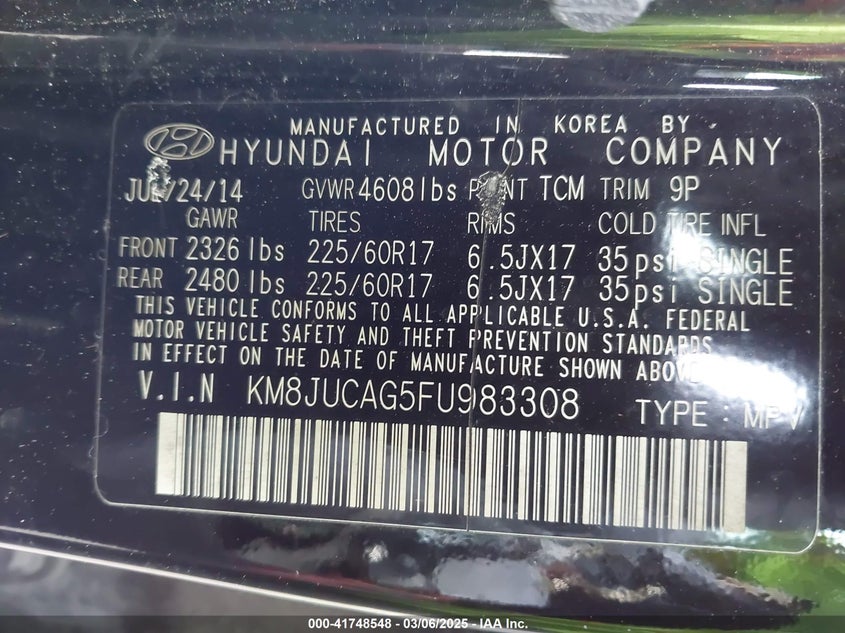 MANUFACTURED IN KOREA BY
HYUNDAI MOTOR COMPANY
JUL/24/14 GVWR 4608lbs PAINT TCM TRIM 9P
GAWR TIRES RIMS COLD TIRE INFL
FRONT 2326 lbs 225/60R17 6.5JX17 35psi SINGLE
REAR 2480 lbs 225/60R17 6.5JX17 35psi SINGLE
THIS VEHICLE CONFORMS TO ALL APPLICABLE U.S.A. FEDERAL
MOTOR VEHICLE SAFETY AND THEFT PREVENTION STANDARDS
IN EFFECT ON THE DATE OF MANUFACTURE SHOWN ABOVE
V.I.N KM8JUCAG5FU983308 TYPE : MPV
000-41748548 - 03/06/2025 - IAA Inc.